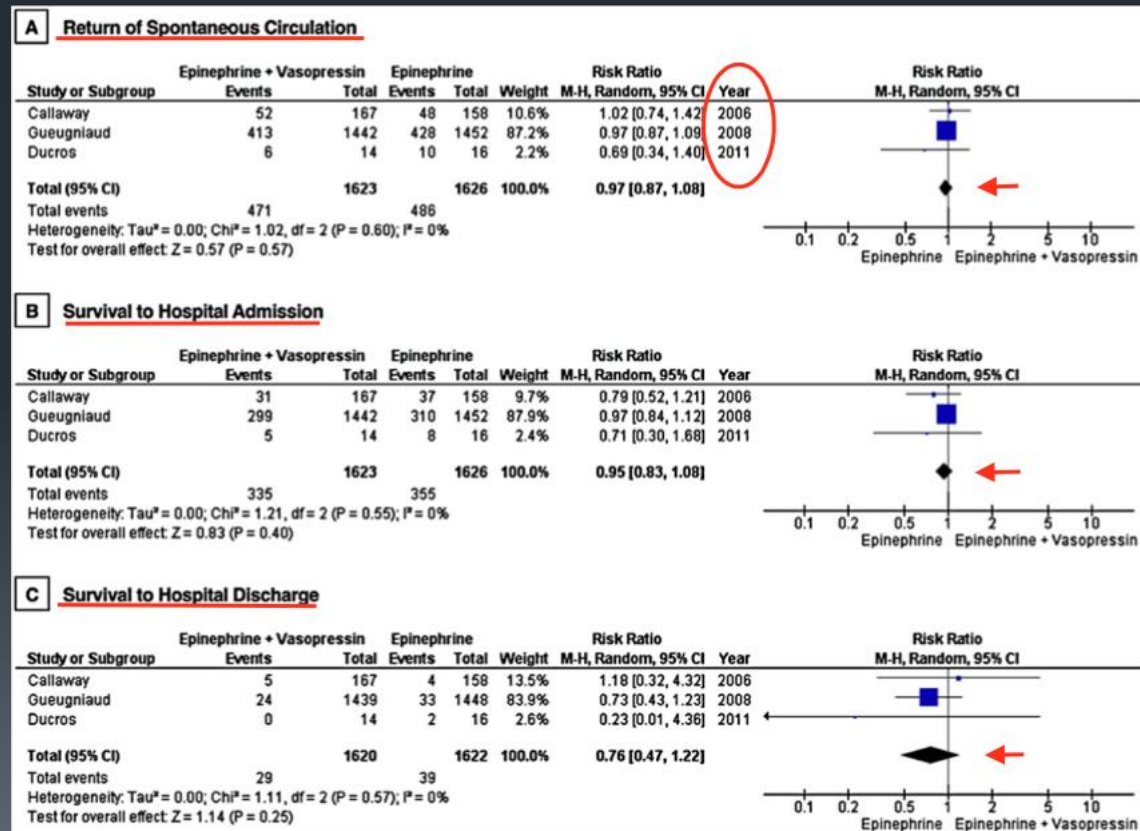 A Return of Spontaneous Circulation
Epinephrine + Vasopressin Epinephrine Risk Ratio Risk Ratio
Study or Subgroup Events Total Events Total Weight M-H, Random, 95% CI Year M-H, Random, 95% CI
Callaway 52 167 48 158 10.6% 1.02 [0.74, 1.42] 2006
Gueugniaud 413 1442 428 1452 87.2% 0.97 [0.87, 1.09] 2008
Ducros 6 14 10 16 2.2% 0.69 [0.34, 1.40] 2011
Total (95% CI) 1623 1626 100.0% 0.97 [0.87, 1.08]
Total events 471 486
Heterogeneity: Tau² = 0.00; Chi² = 1.02, df = 2 (P = 0.60); I² = 0%
Test for overall effect: Z = 0.57 (P = 0.57)
0.1 0.2 0.5 1 2 5 10
Epinephrine Epinephrine + Vasopressin
B Survival to Hospital Admission
Epinephrine + Vasopressin Epinephrine Risk Ratio Risk Ratio
Study or Subgroup Events Total Events Total Weight M-H, Random, 95% CI Year M-H, Random, 95% CI
Callaway 31 167 37 158 9.7% 0.79 [0.52, 1.21] 2006
Gueugniaud 299 1442 310 1452 87.9% 0.97 [0.84, 1.12] 2008
Ducros 5 14 8 16 2.4% 0.71 [0.30, 1.68] 2011
Total (95% CI) 1623 1626 100.0% 0.95 [0.83, 1.08]
Total events 335 355
Heterogeneity: Tau² = 0.00; Chi² = 1.21, df = 2 (P = 0.55); I² = 0%
Test for overall effect: Z = 0.83 (P = 0.40)
0.1 0.2 0.5 1 2 5 10
Epinephrine Epinephrine + Vasopressin
C Survival to Hospital Discharge
Epinephrine + Vasopressin Epinephrine Risk Ratio Risk Ratio
Study or Subgroup Events Total Events Total Weight M-H, Random, 95% CI Year M-H, Random, 95% CI
Callaway 5 167 4 158 13.5% 1.18 [0.32, 4.32] 2006
Gueugniaud 24 1439 33 1448 83.9% 0.73 [0.43, 1.23] 2008
Ducros 0 14 2 16 2.6% 0.23 [0.01, 4.36] 2011
Total (95% CI) 1620 1622 100.0% 0.76 [0.47, 1.22]
Total events 29 39
Heterogeneity: Tau² = 0.00; Chi² = 1.11, df = 2 (P = 0.57); I² = 0%
Test for overall effect: Z = 1.14 (P = 0.25)
0.1 0.2 0.5 1 2 5 10
Epinephrine Epinephrine + Vasopressin